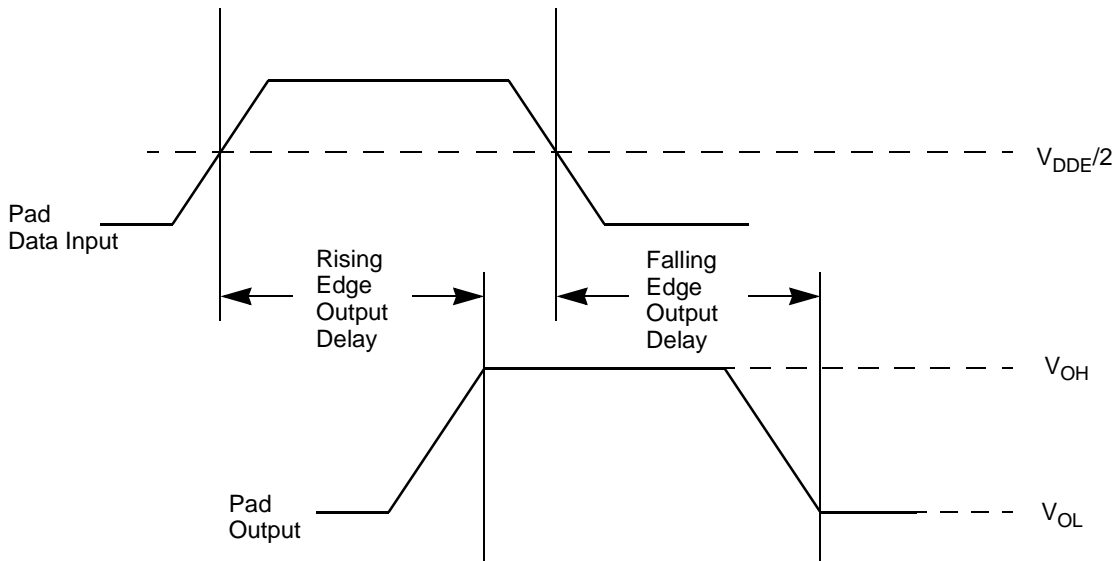 V_DDE/2
Pad
Data Input
Rising
Edge
Output
Delay
Falling
Edge
Output
Delay
V_OH
Pad
Output
V_OL